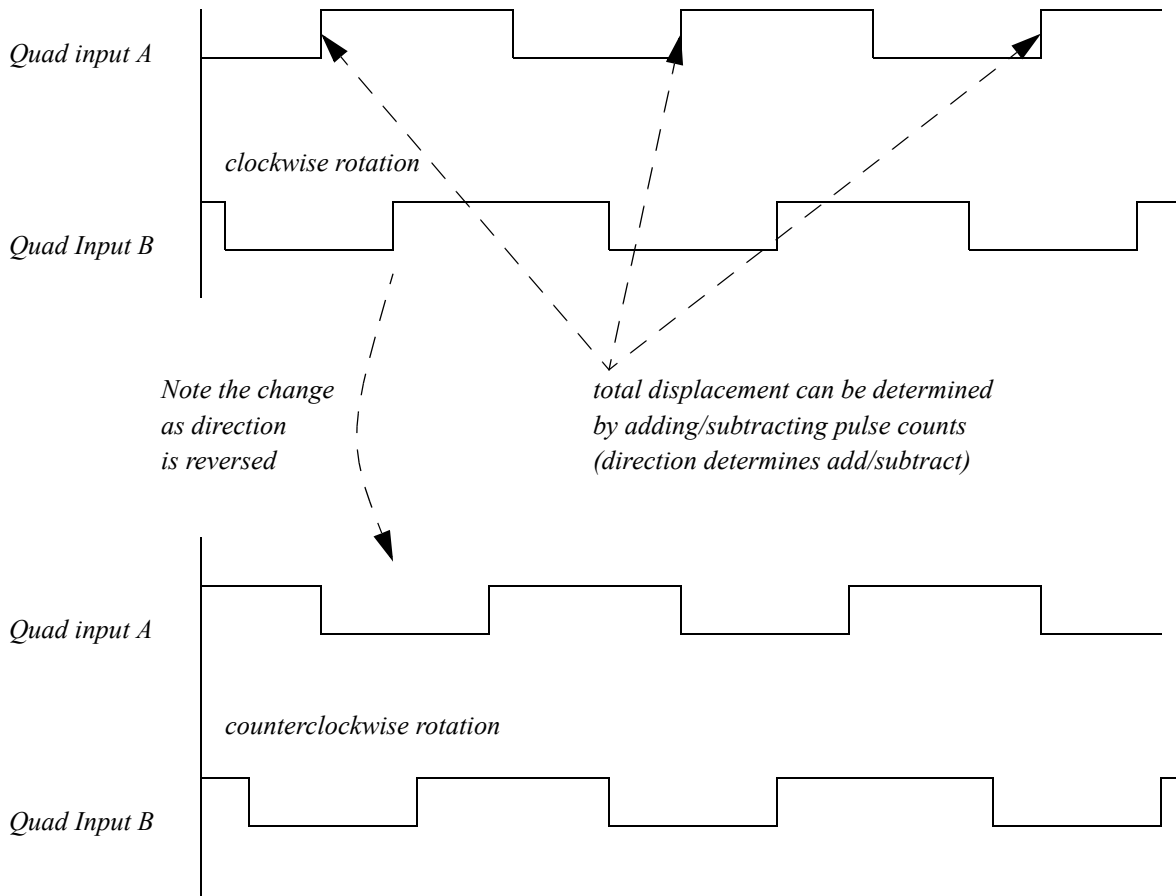 Quad input A
clockwise rotation
Quad Input B
Note the change
as direction
is reversed
total displacement can be determined
by adding/subtracting pulse counts
(direction determines add/subtract)
Quad input A
counterclockwise rotation
Quad Input B